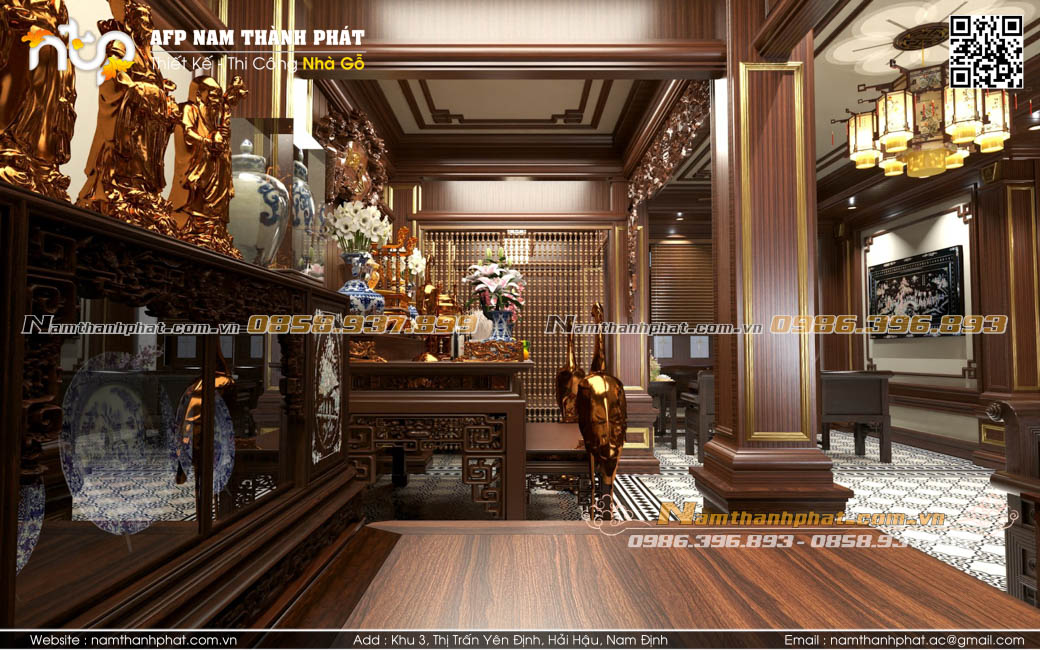 AFP NAM THÀNH PHÁT
Thiết Kế - Thi Công Nhà Gỗ
Namthanhphat.com.vn 0858.937.899
Namthanhphat.com.vn 0986.396.893
Namthanhphat.com.vn
0986.396.893 - 0858.937
Website : namthanhphat.com.vn
Add : Khu 3, Thị Trấn Yên Định, Hải Hậu, Nam Định
Email : namthanhphat.ac@gmail.com